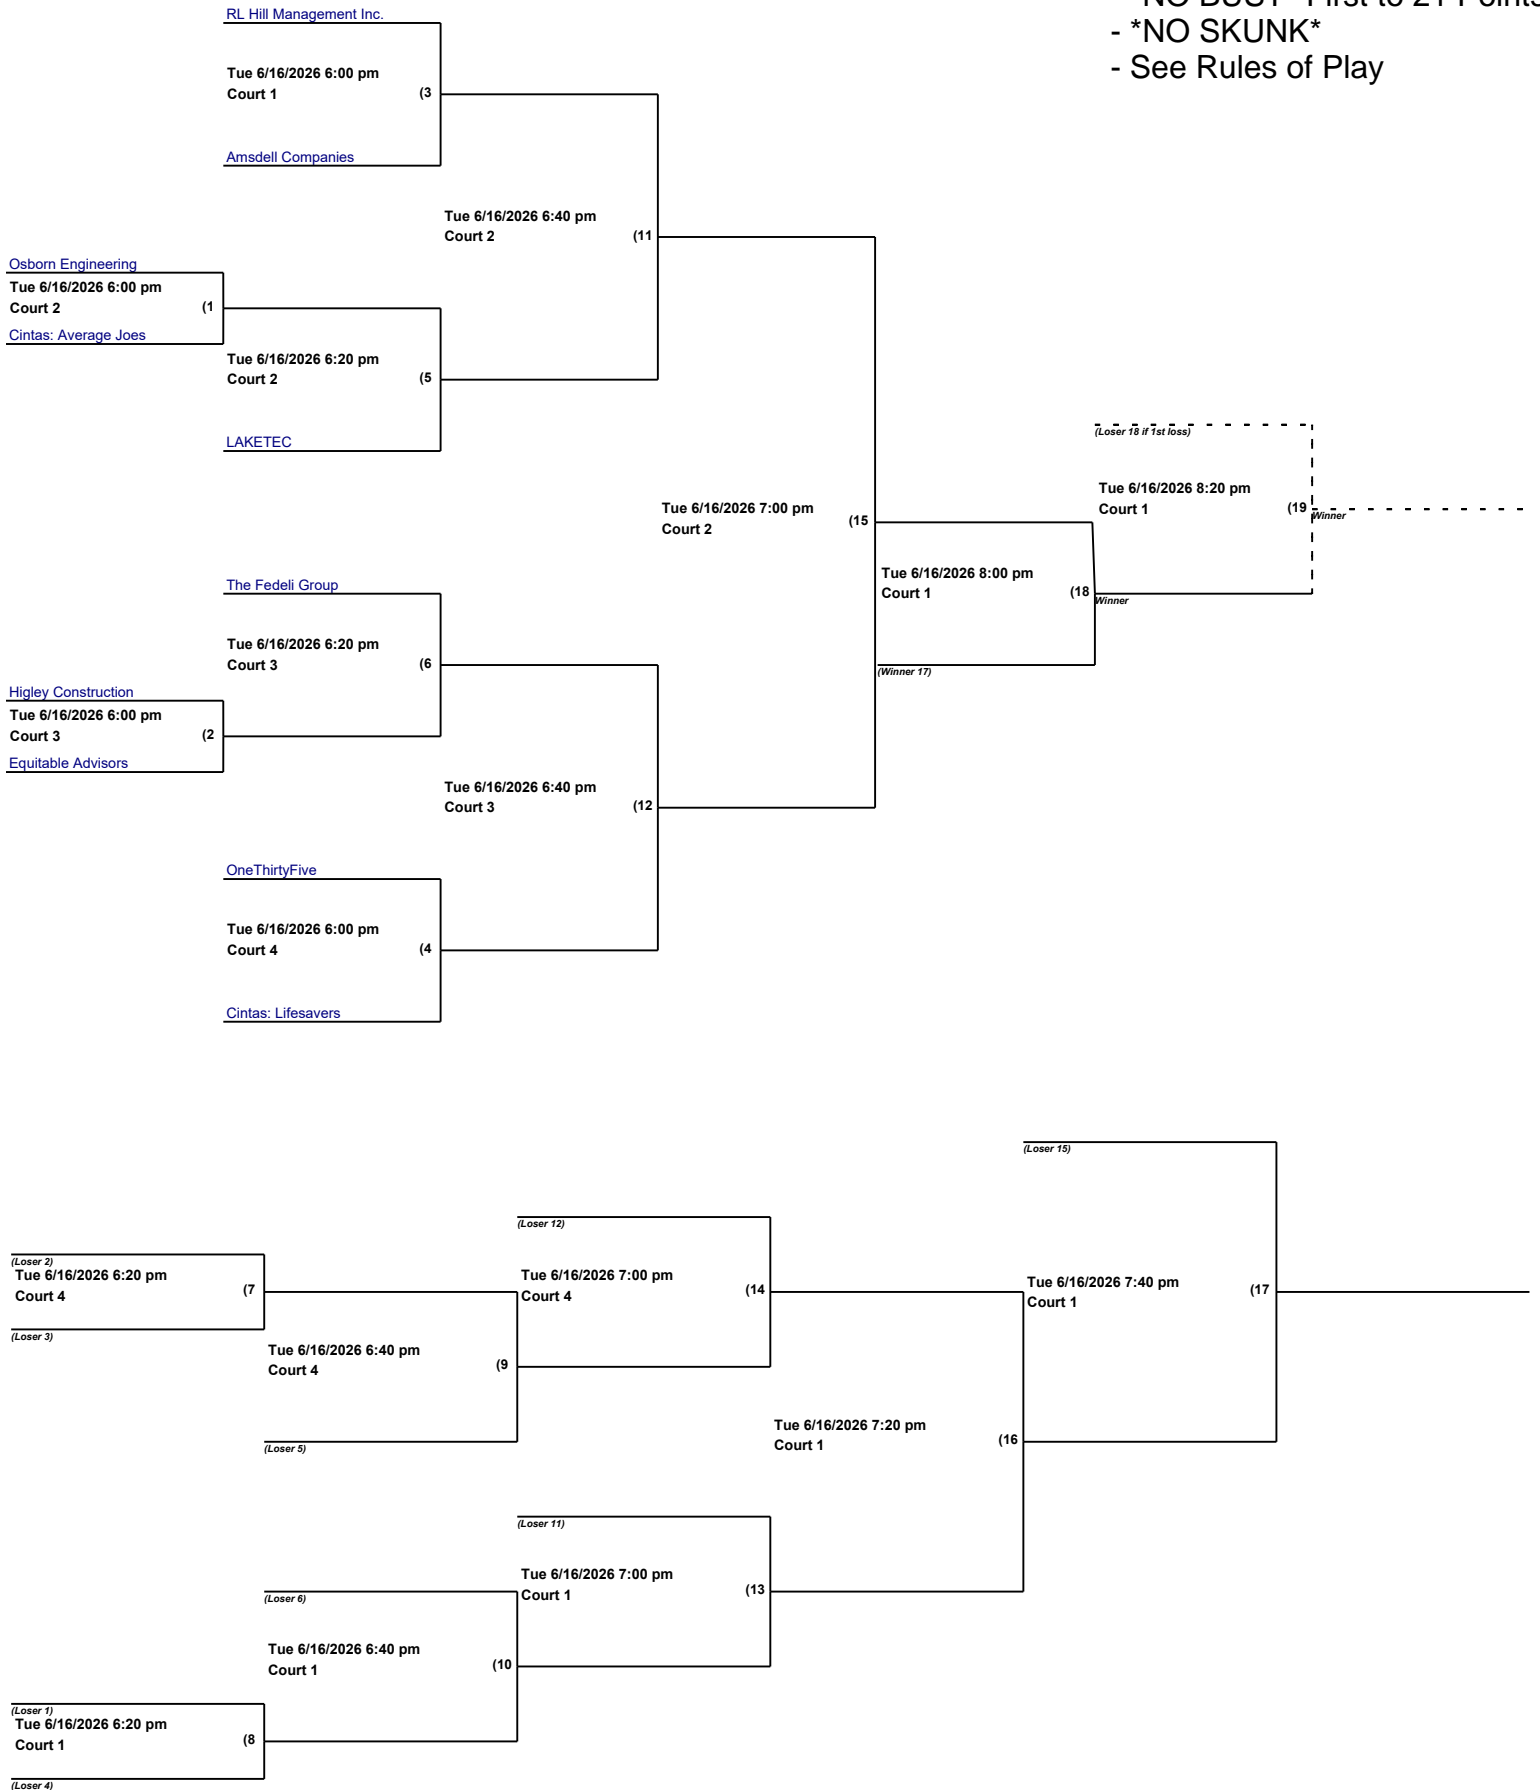 *NO BUST* First to 21 Points
- *NO SKUNK*
- See Rules of Play
RL Hill Management Inc.
Tue 6/16/2026 6:00 pm
Court 1 (3
Amsdell Companies
Tue 6/16/2026 6:40 pm
Court 2 (11
Osborn Engineering
Tue 6/16/2026 6:00 pm
Court 2 (1
Cintas: Average Joes
Tue 6/16/2026 6:20 pm
Court 2 (5
LAKETEC
(Loser 18 if 1st loss)
Tue 6/16/2026 8:20 pm
Court 1 (19
Winner
Tue 6/16/2026 7:00 pm
Court 2 (15
Tue 6/16/2026 8:00 pm
Court 1 (18
Winner
The Fedeli Group
Tue 6/16/2026 6:20 pm
Court 3 (6
(Winner 17)
Higley Construction
Tue 6/16/2026 6:00 pm
Court 3 (2
Equitable Advisors
Tue 6/16/2026 6:40 pm
Court 3 (12
OneThirtyFive
Tue 6/16/2026 6:00 pm
Court 4 (4
Cintas: Lifesavers
(Loser 15)
(Loser 12)
(Loser 2)
Tue 6/16/2026 6:20 pm
Court 4 (7
(Loser 3)
Tue 6/16/2026 7:00 pm
Court 4 (14
Tue 6/16/2026 7:40 pm
Court 1 (17
Tue 6/16/2026 6:40 pm
Court 4 (9
(Loser 5)
Tue 6/16/2026 7:20 pm
Court 1 (16
(Loser 11)
Tue 6/16/2026 7:00 pm
Court 1 (13
(Loser 6)
Tue 6/16/2026 6:40 pm
Court 1 (10
(Loser 1)
Tue 6/16/2026 6:20 pm
Court 1 (8
(Loser 4)